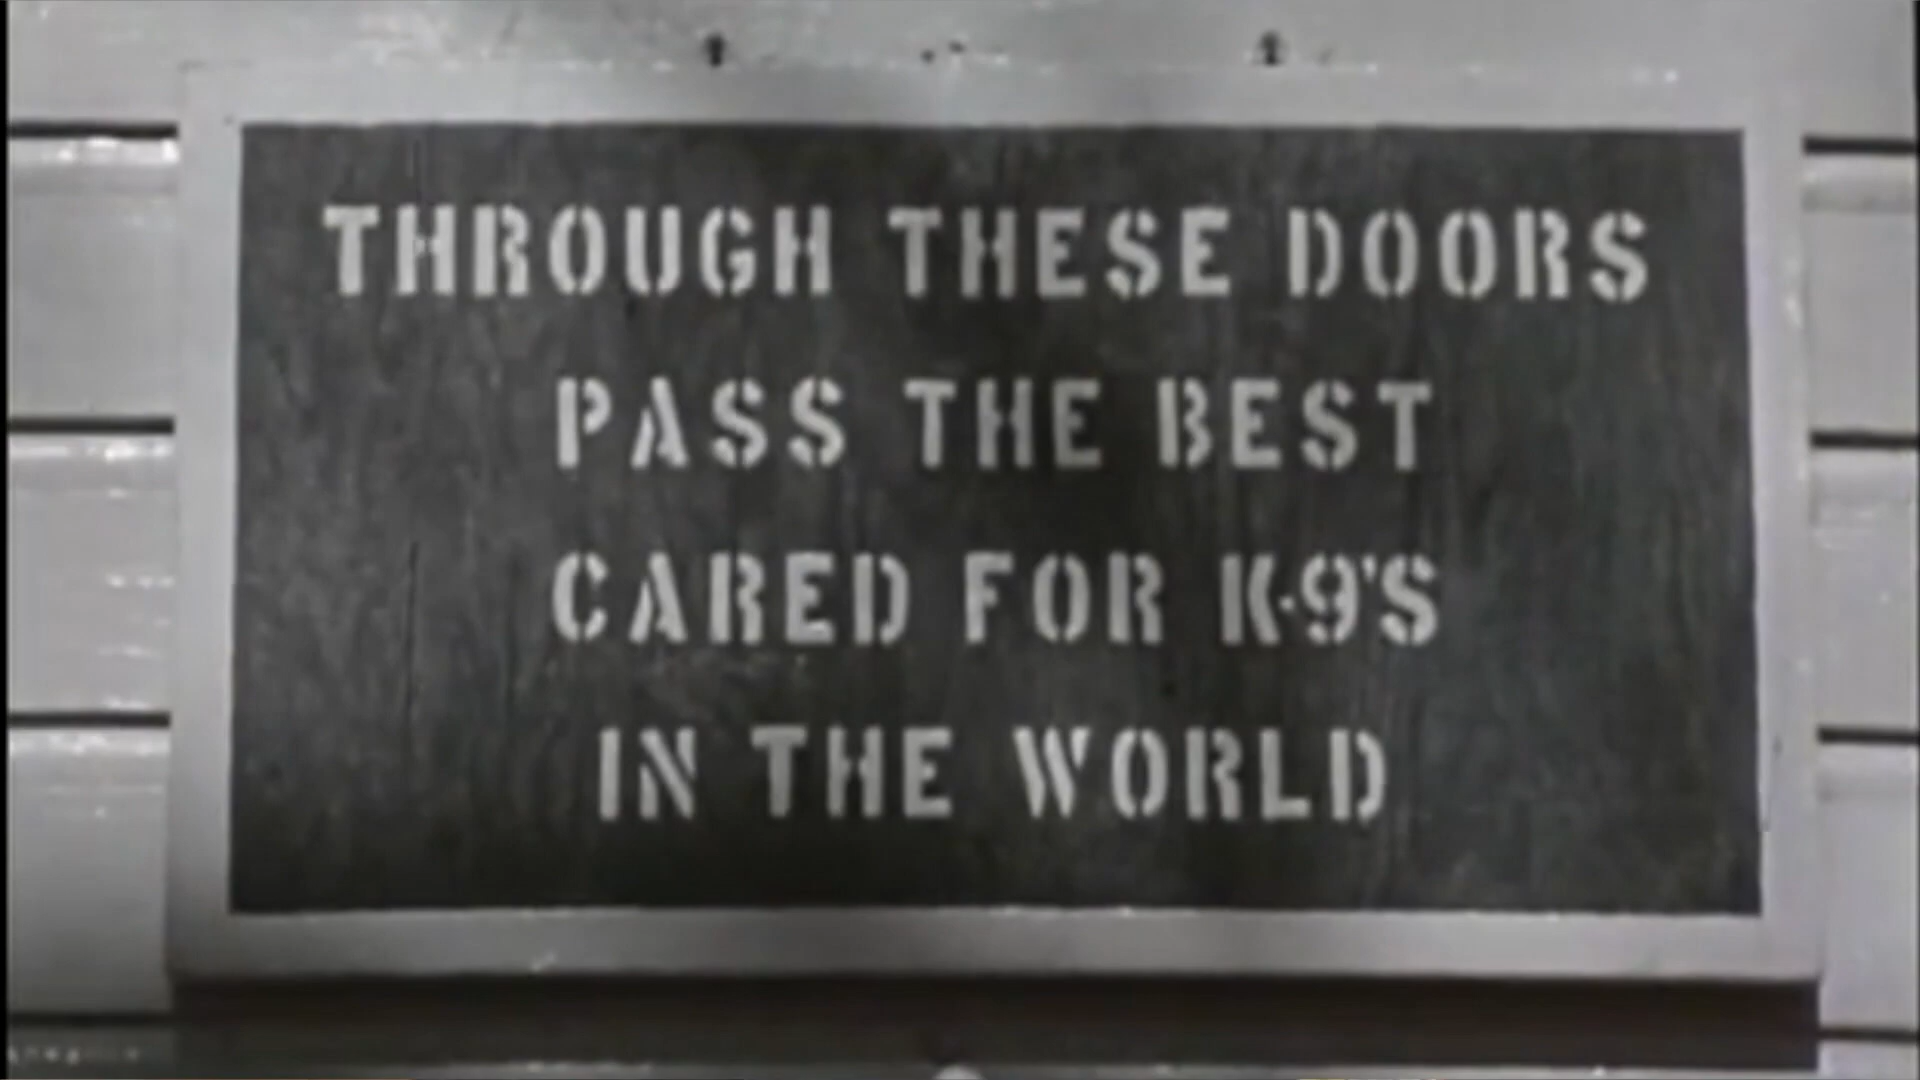 THROUGH THESE DOORS
PASS THE BEST
CARED FOR K-9'S
IN THE WORLD